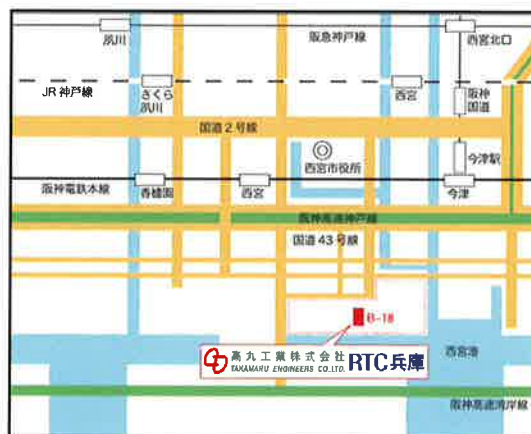 夙川
阪急神戸線
西宮北口
JR 神戸線
さくら
夙川
西宮
阪神
国道
国道2号線
西宮市役所
今津駅
阪神電鉄本線
香櫨園
西宮
今津
阪神高速神戸線
国道43号線
B-18
高丸工業株式会社
TAKAMARU ENGINEERS CO.LTD.
RTC兵庫
西宮港
阪神高速湾岸線